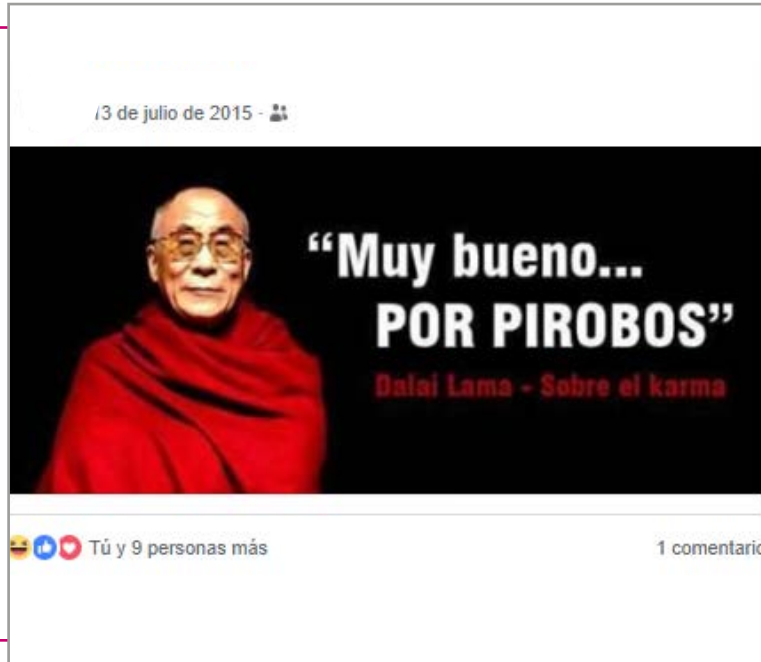 3 de julio de 2015 ·
“Muy bueno...
POR PIROBOS”
Dalai Lama - Sobre el karma
Tú y 9 personas más
1 comentario